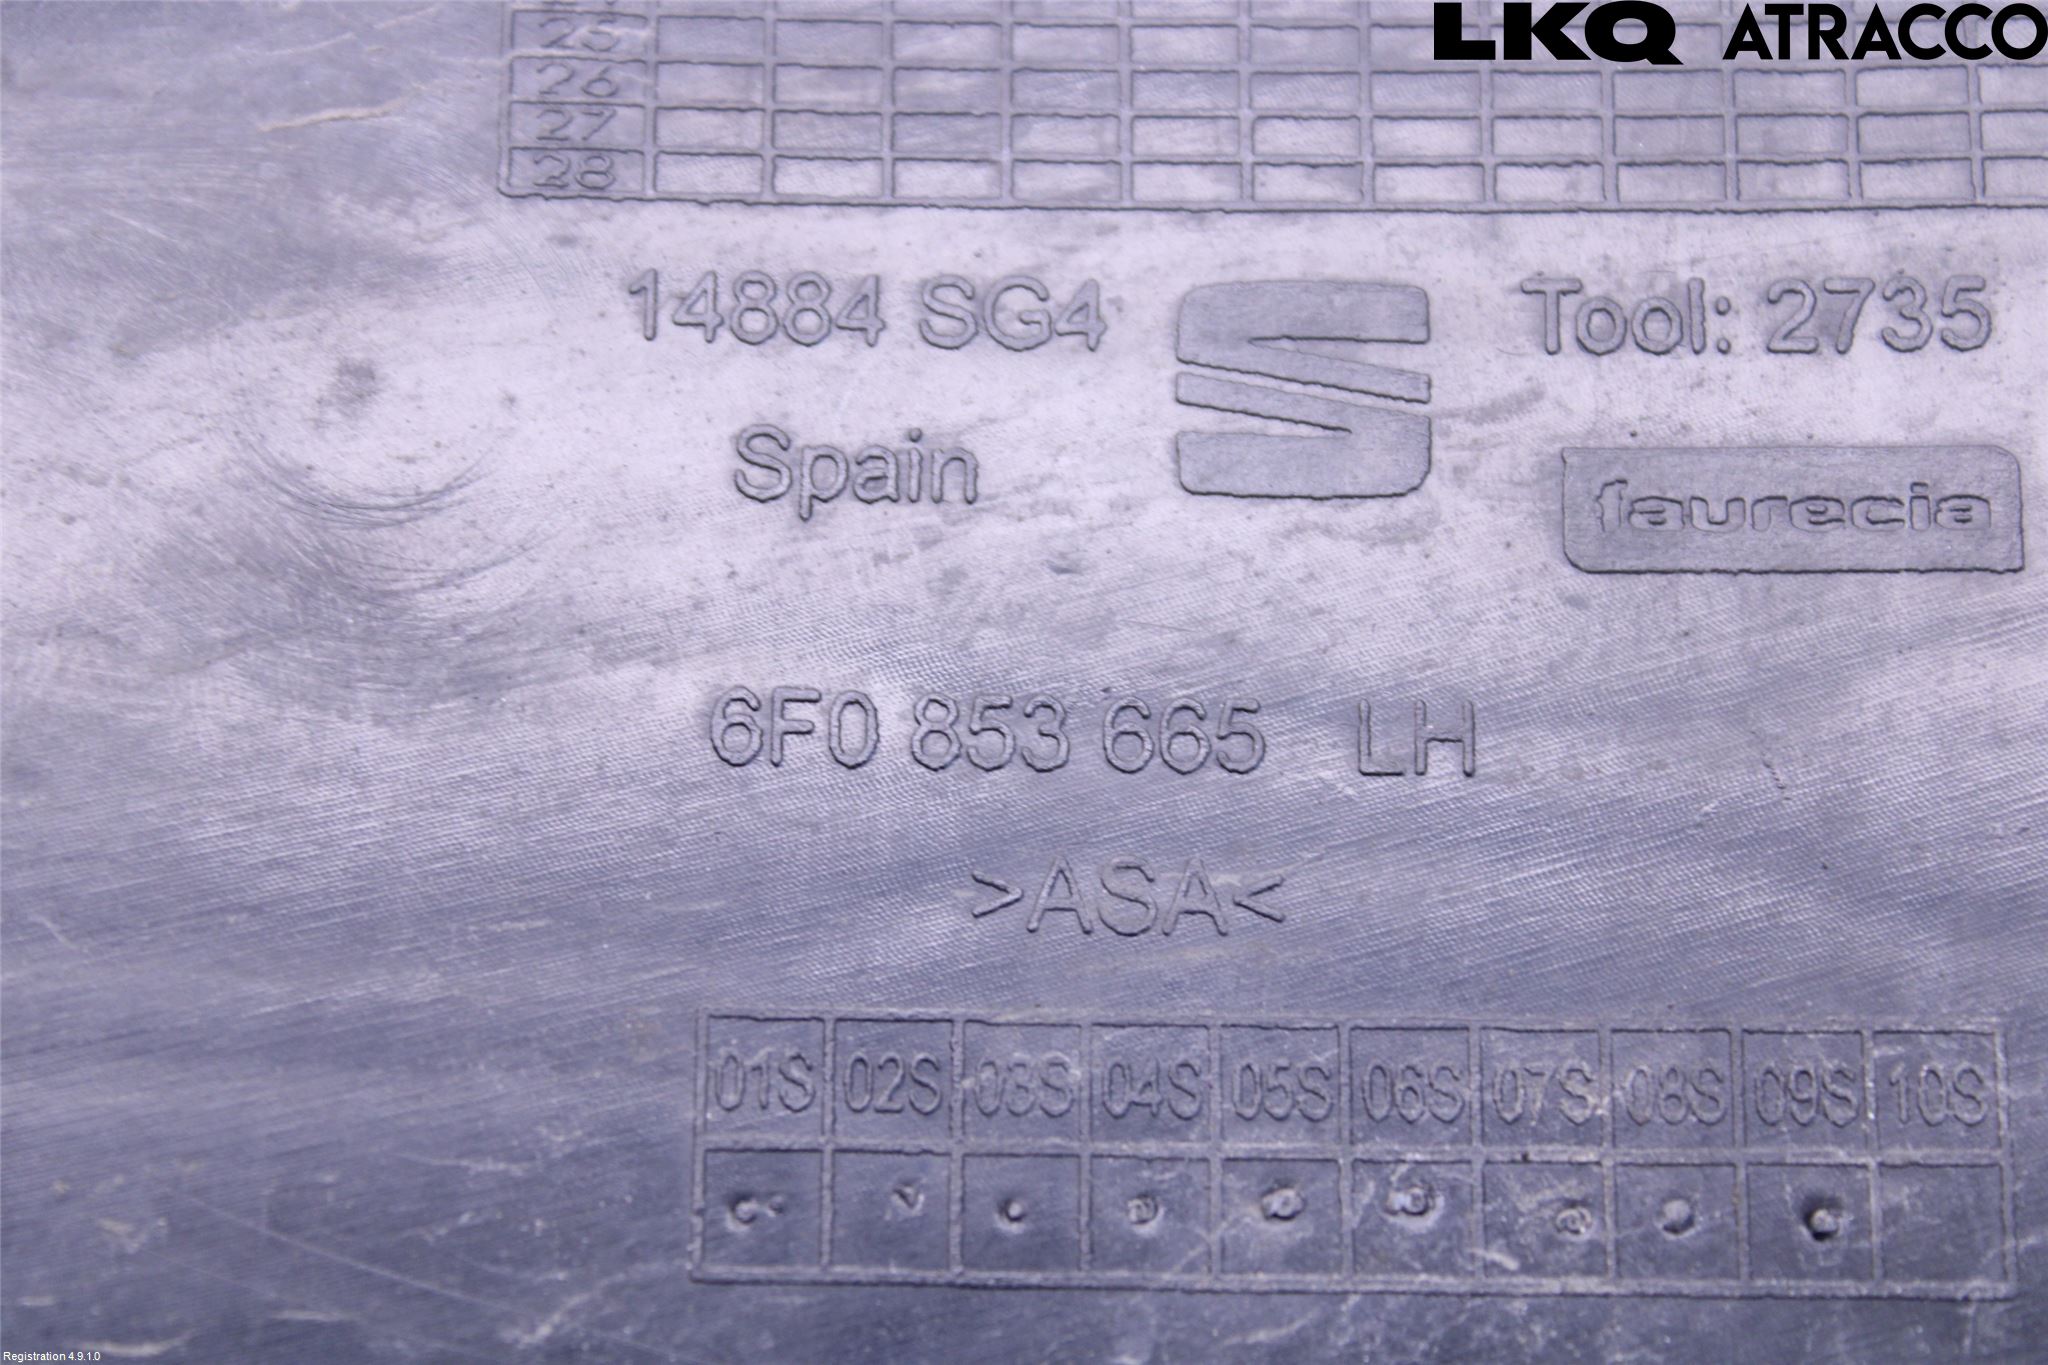 LKQ ATRACCO
25
26
27
28
14884 SG4
Tool: 2735
Spain
faurecia
6F0 853 665 LH
>ASA<
01S 02S 03S 04S 05S 06S 07S 08S 09S 10S
Registration 4.9.1.0